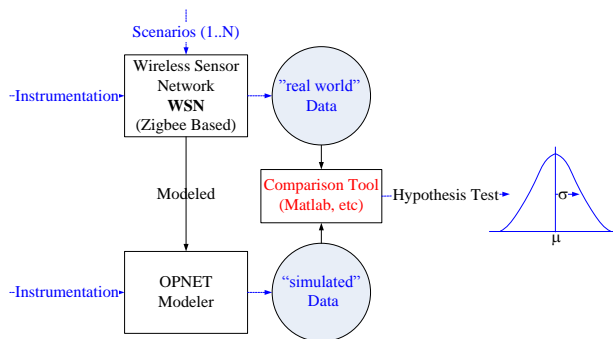 Scenarios (1..N)
Wireless Sensor
Network
WSN
(Zigbee Based)
Instrumentation
”real world”
Data
Modeled
Comparison Tool
(Matlab, etc)
Hypothesis Test
σ
μ
Instrumentation
OPNET
Modeler
“simulated”
Data